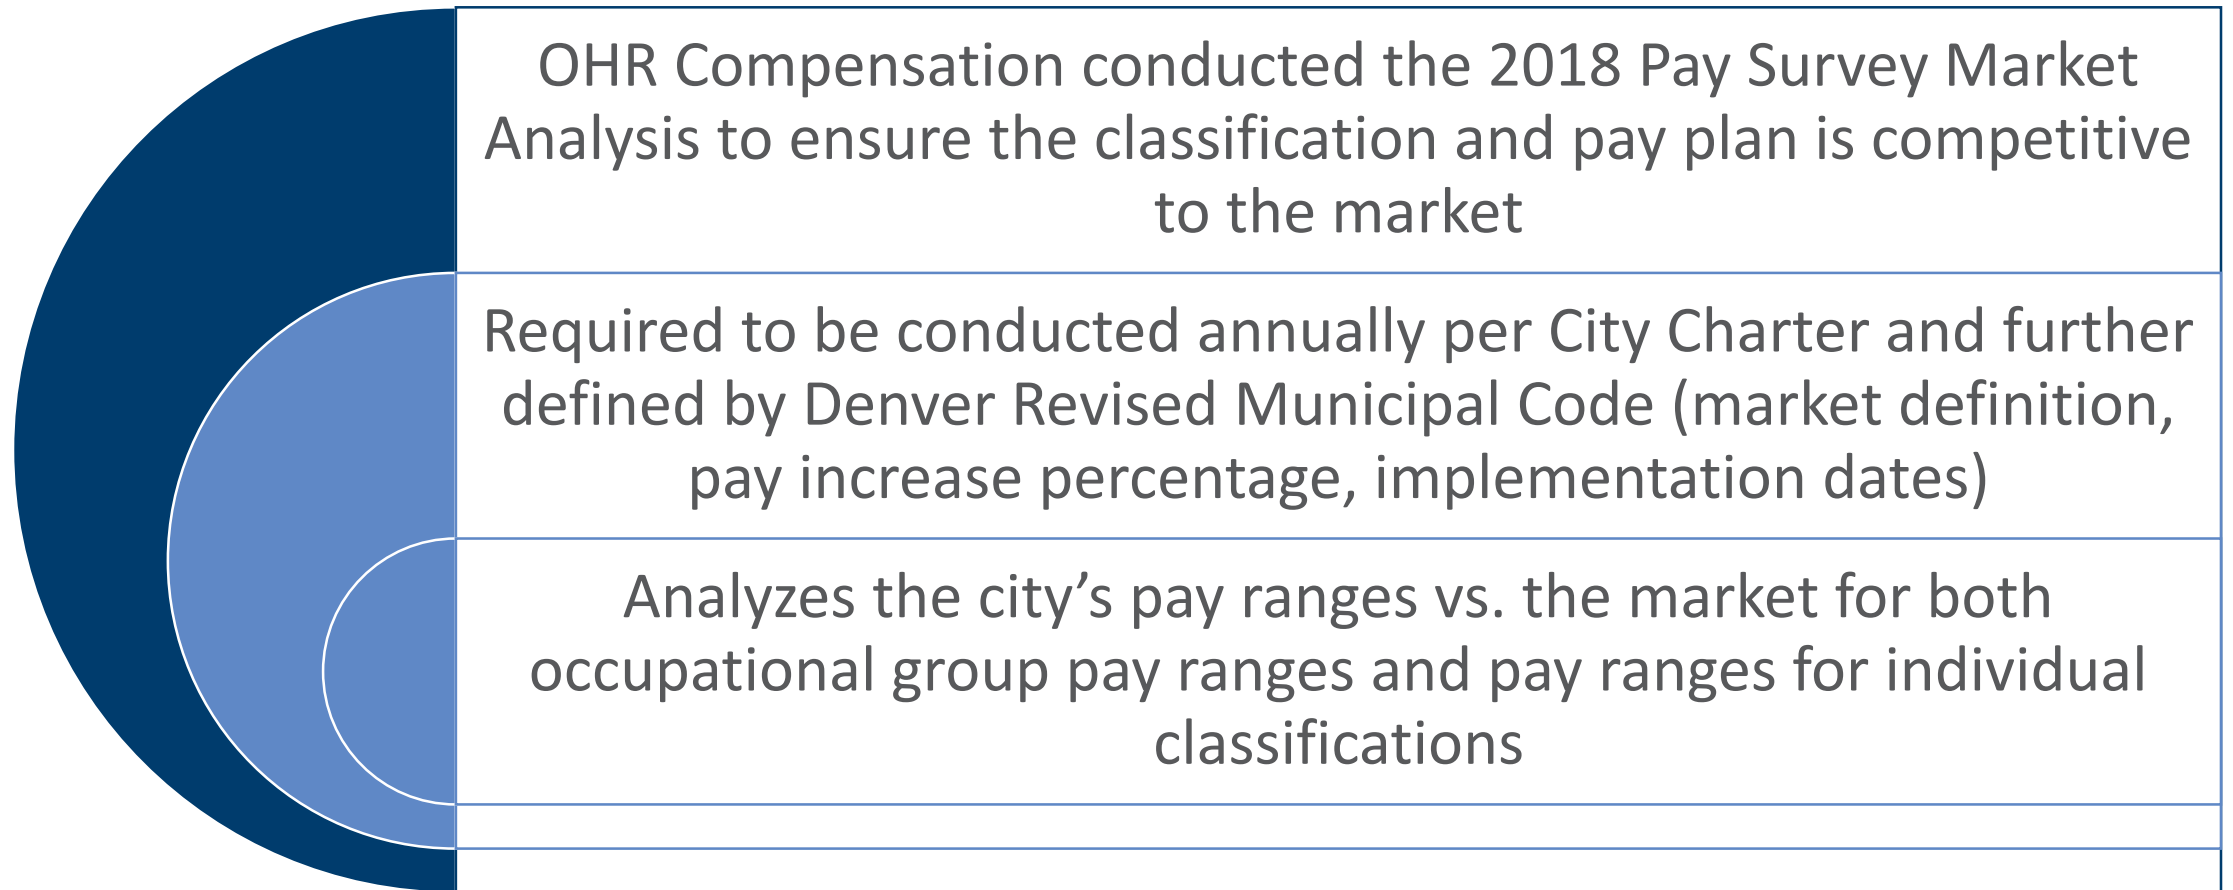 OHR Compensation conducted the 2018 Pay Survey Market
Analysis to ensure the classification and pay plan is competitive
to the market
Required to be conducted annually per City Charter and further
defined by Denver Revised Municipal Code (market definition,
pay increase percentage, implementation dates)
Analyzes the city’s pay ranges vs. the market for both
occupational group pay ranges and pay ranges for individual
classifications